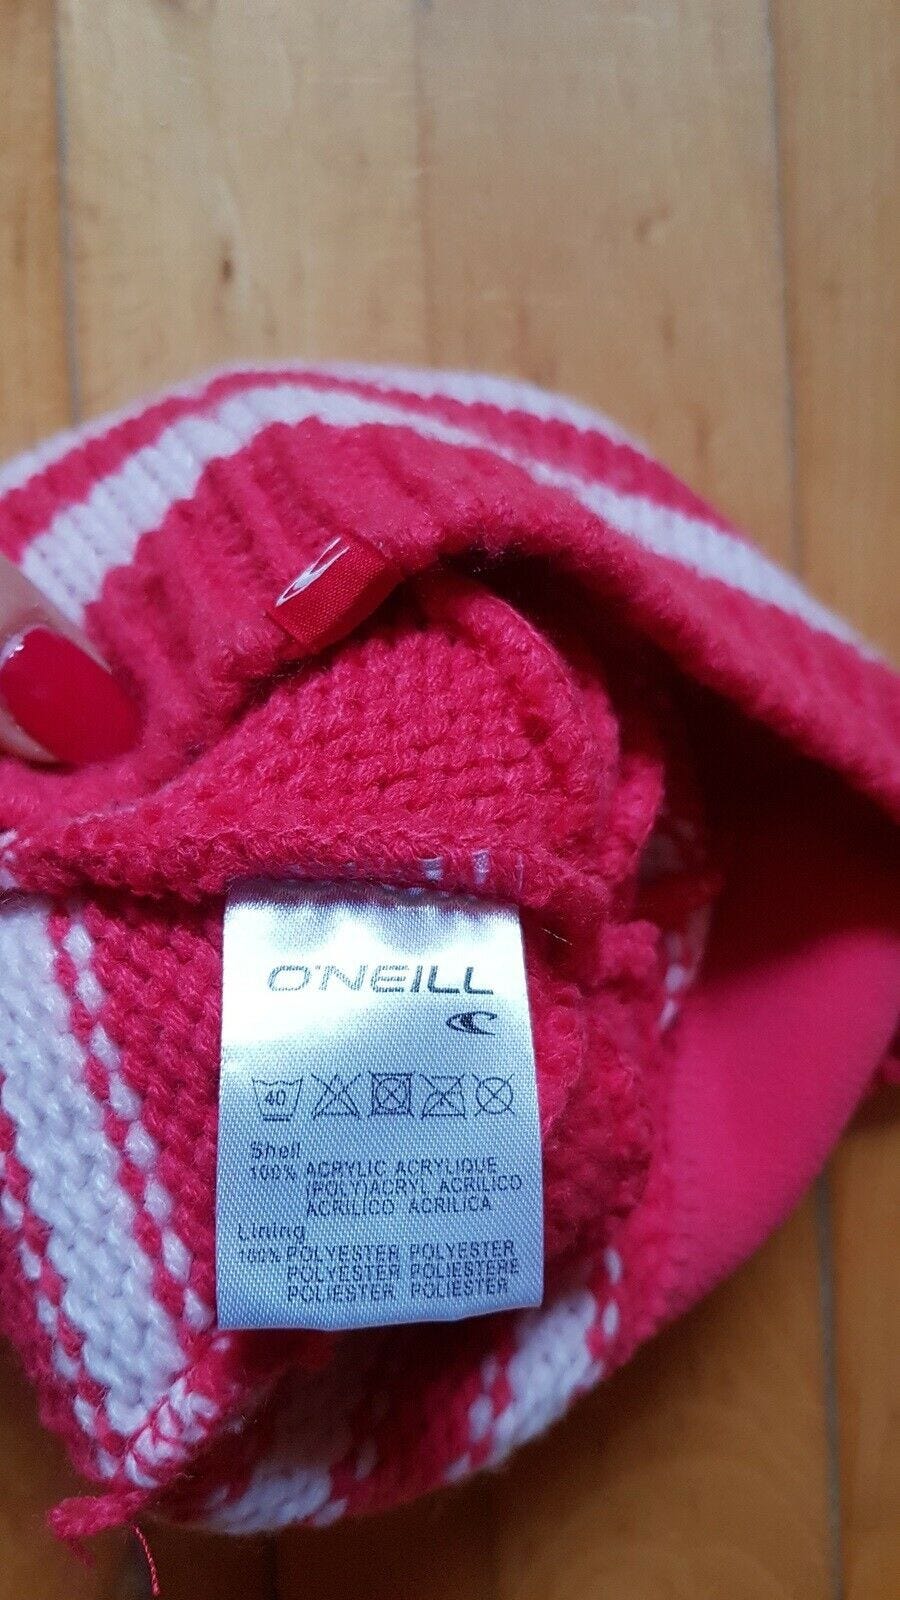 O'NEILL
40
Shell
100% ACRYLIC ACRYLIQUE
(POLY)ACRYL ACRILICO
ACRILICO ACRILICA
Lining
100% POLYESTER POLYESTER
POLYESTER POLIESTERE
POLIESTER POLIESTER